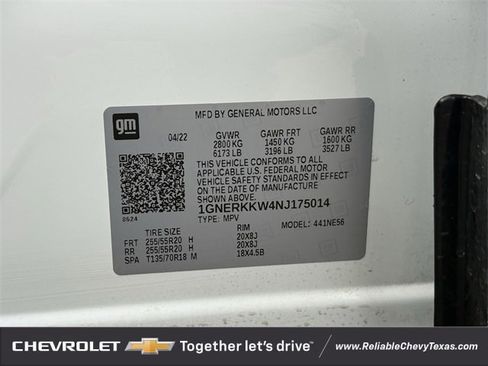 MFD BY GENERAL MOTORS LLC
gm
04/22 GVWR GAWR FRT GAWR RR
2800 KG 1450 KG 1600 KG
6173 LB 3196 LB 3527 LB
THIS VEHICLE CONFORMS TO ALL
APPLICABLE U.S. FEDERAL MOTOR
VEHICLE SAFETY STANDARDS IN EFFECT
ON THE DATE OF MANUFACTURE
SHOWN ABOVE.
1GNERKKW4NJ175014
0624 TYPE: MPV
TIRE SIZE RIM 441NE56
FRT 255/55R20 H 20X8J
RR 255/55R20 H 20X8J
SPA T135/70R18 M 18X4.5B
CHEVROLET Together let's drive™ www.ReliableChevyTexas.com